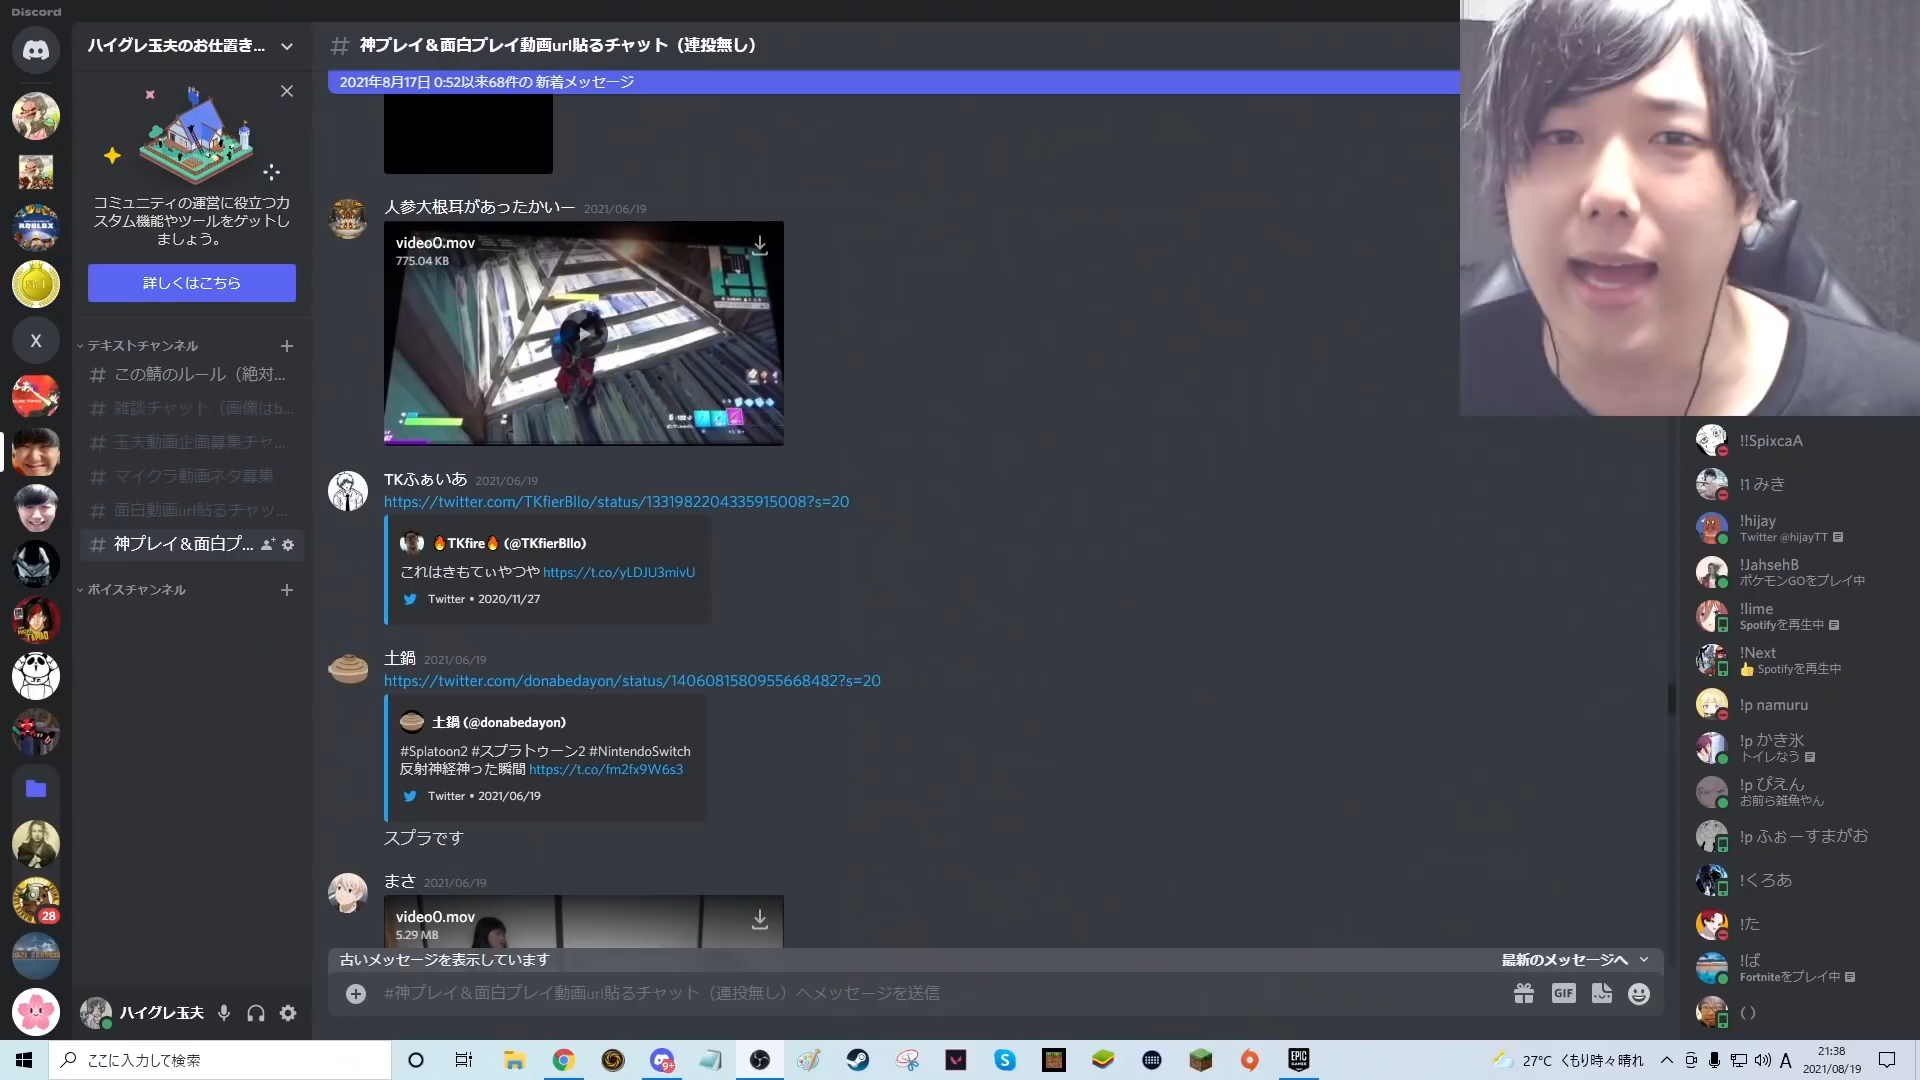 Discord
ハイグレ玉夫のお仕置き...
コミュニティの運営に役立つカ
スタム機能やツールをゲットし
ましょう。
詳しくはこちら
X
テキストチャンネル
この鯖のルール（絶対...
雑談チャット（画像はb...
玉夫動画企画募集チャ...
マイクラ動画ネタ募集
面白動画url貼るチャッ...
神プレイ＆面白プ...
ボイスチャンネル
28
ハイグレ玉夫
神プレイ＆面白プレイ動画url貼るチャット（連投無し）
2021年8月17日 0:52以来68件の 新着メッセージ
人参大根耳があったかいー 2021/06/19
video0.mov
775.04 KB
TKふぁいあ 2021/06/19
https://twitter.com/TKfierBllo/status/1331982204335915008?s=20
🔥TKfire🔥 (@TKfierBllo)
これはきもてぃやつや https://t.co/yLDJU3mivU
Twitter • 2020/11/27
土鍋 2021/06/19
https://twitter.com/donabedayon/status/1406081580955668482?s=20
土鍋 (@donabedayon)
#Splatoon2 #スプラトゥーン2 #NintendoSwitch
反射神経神った瞬間 https://t.co/fm2fx9W6s3
Twitter • 2021/06/19
スプラです
まさ 2021/06/19
video0.mov
5.29 MB
古いメッセージを表示しています
最新のメッセージへ
#神プレイ＆面白プレイ動画url貼るチャット（連投無し）へメッセージを送信
GIF
!!SpixcaA
!1 みき
!hijay
Twitter @hijayTT
!JahsehB
ポケモンGOをプレイ中
!lime
Spotifyを再生中
!Next
👍 Spotifyを再生中
!p namuru
!p かき氷
トイレなう
!p ぴえん
お前ら雑魚やん
!p ふぉーすまがお
!くろあ
!た
!ぱ
Fortniteをプレイ中
( )
ここに入力して検索
9+
EPIC
GAMES
27°C くもり時々晴れ
A
21:38
2021/08/19